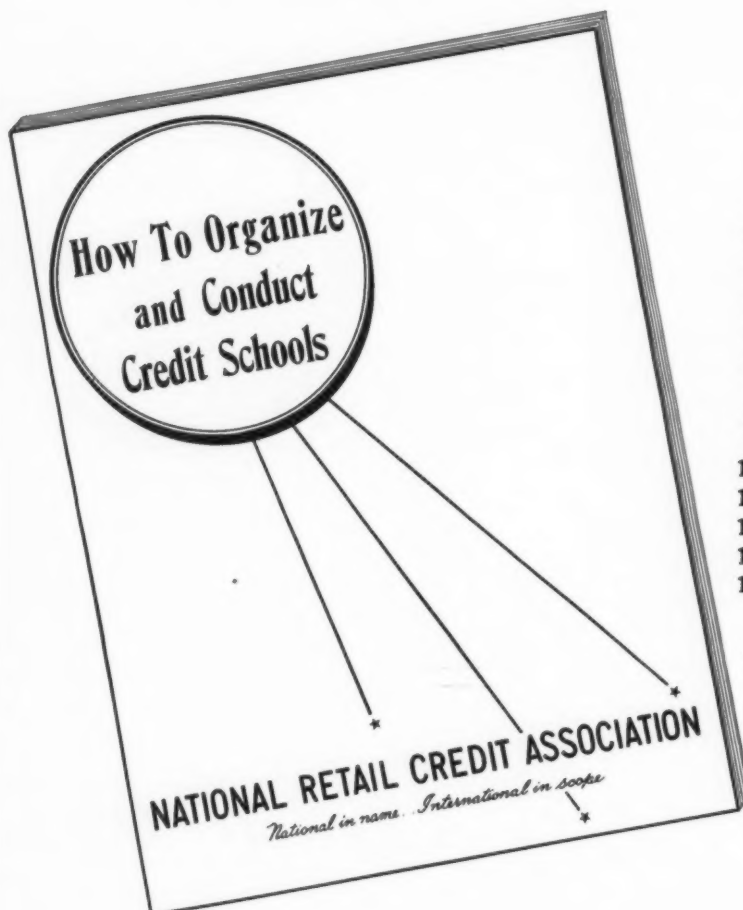 How To Organize
and Conduct
Credit Schools
NATIONAL RETAIL CREDIT ASSOCIATION
National in name . . International in scope